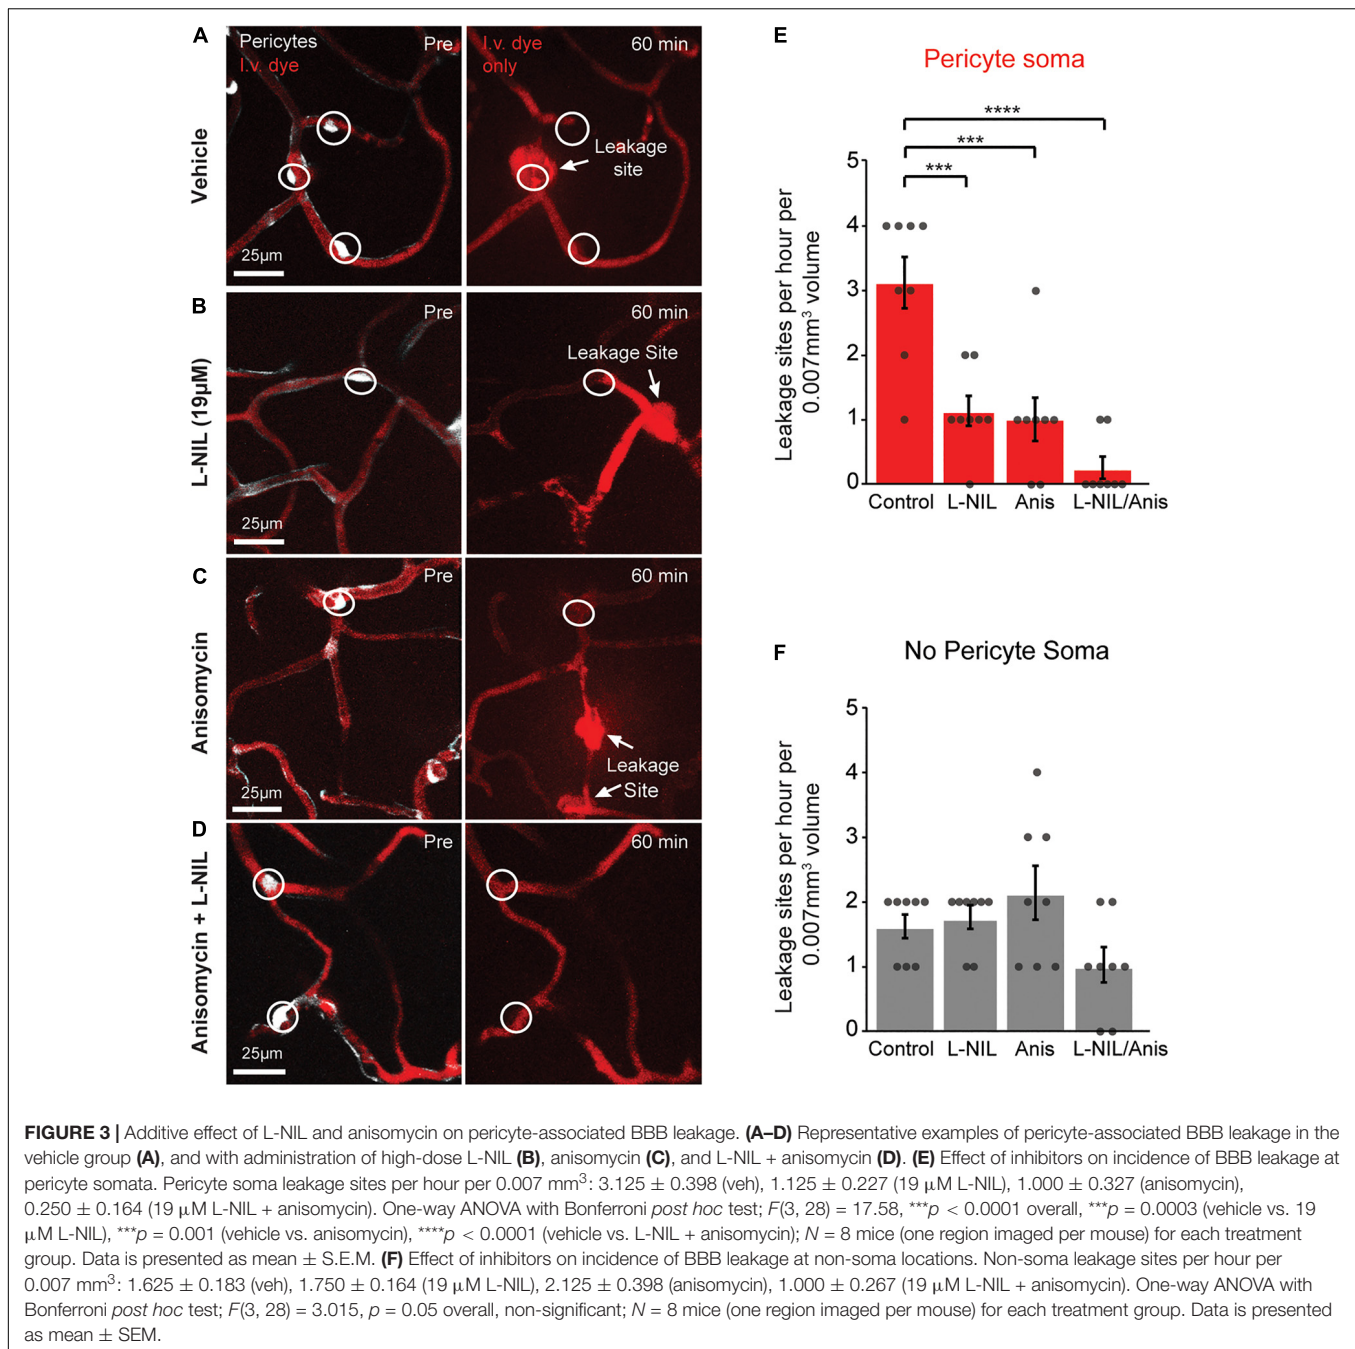 A
Pericytes
I.v. dye
Pre
I.v. dye
only
60 min
Leakage
site
25µm
Vehicle
B
Pre
60 min
Leakage Site
25µm
L-NIL (19µM)
C
Pre
60 min
Leakage
Site
25µm
Anisomycin
D
Pre
60 min
25µm
Anisomycin + L-NIL
E
Pericyte soma
****
***
***
Leakage sites per hour per
0.007mm³ volume
5
4
3
2
1
0
Control L-NIL Anis L-NIL/Anis
F
No Pericyte Soma
Leakage sites per hour per
0.007mm³ volume
5
4
3
2
1
0
Control L-NIL Anis L-NIL/Anis
FIGURE 3 | Additive effect of L-NIL and anisomycin on pericyte-associated BBB leakage. (A–D) Representative examples of pericyte-associated BBB leakage in the
vehicle group (A), and with administration of high-dose L-NIL (B), anisomycin (C), and L-NIL + anisomycin (D). (E) Effect of inhibitors on incidence of BBB leakage at
pericyte somata. Pericyte soma leakage sites per hour per 0.007 mm³: 3.125 ± 0.398 (veh), 1.125 ± 0.227 (19 µM L-NIL), 1.000 ± 0.327 (anisomycin),
0.250 ± 0.164 (19 µM L-NIL + anisomycin). One-way ANOVA with Bonferroni post hoc test; F(3, 28) = 17.58, ***p < 0.0001 overall, ***p = 0.0003 (vehicle vs. 19
µM L-NIL), ***p = 0.001 (vehicle vs. anisomycin), ****p < 0.0001 (vehicle vs. L-NIL + anisomycin); N = 8 mice (one region imaged per mouse) for each treatment
group. Data is presented as mean ± S.E.M. (F) Effect of inhibitors on incidence of BBB leakage at non-soma locations. Non-soma leakage sites per hour per
0.007 mm³: 1.625 ± 0.183 (veh), 1.750 ± 0.164 (19 µM L-NIL), 2.125 ± 0.398 (anisomycin), 1.000 ± 0.267 (19 µM L-NIL + anisomycin). One-way ANOVA with
Bonferroni post hoc test; F(3, 28) = 3.015, p = 0.05 overall, non-significant; N = 8 mice (one region imaged per mouse) for each treatment group. Data is presented
as mean ± SEM.